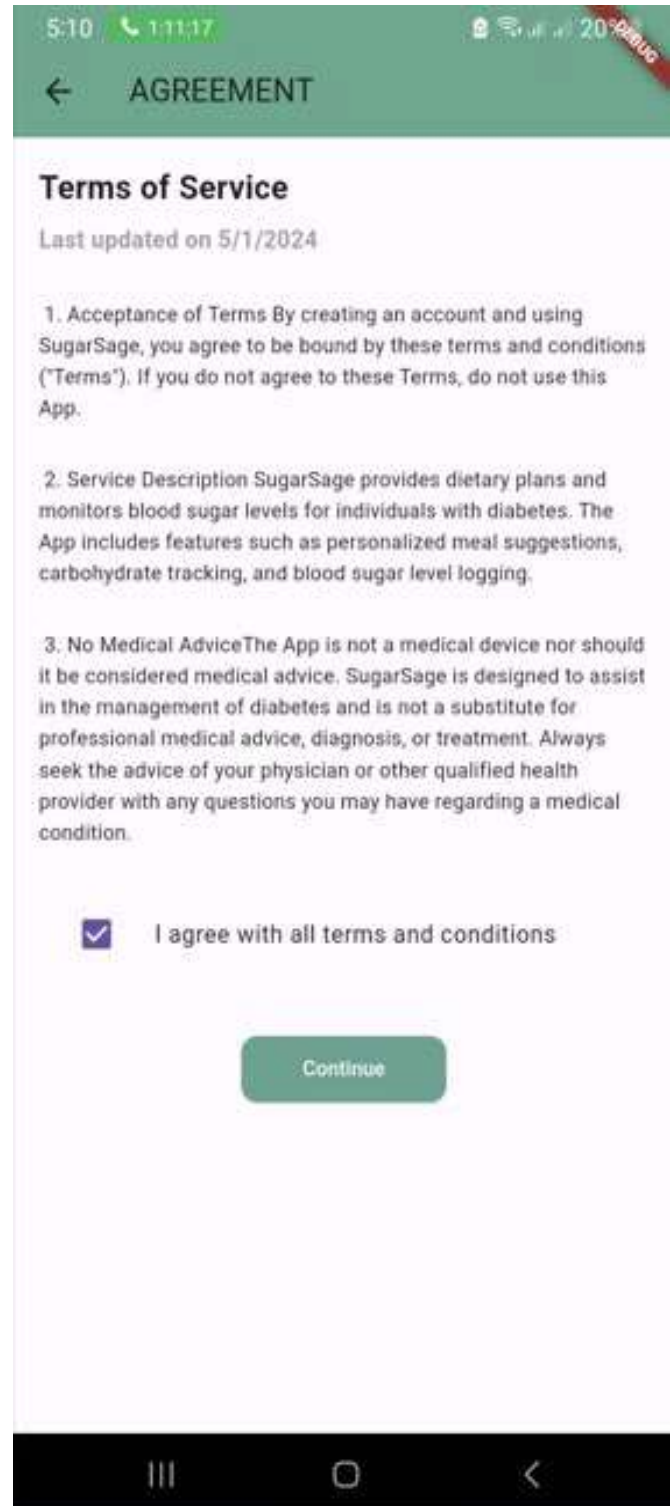 5:10 1:11:17 20%
DEBUG
AGREEMENT
Terms of Service
Last updated on 5/1/2024
1. Acceptance of Terms By creating an account and using
SugarSage, you agree to be bound by these terms and conditions
("Terms"). If you do not agree to these Terms, do not use this
App.
2. Service Description SugarSage provides dietary plans and
monitors blood sugar levels for individuals with diabetes. The
App includes features such as personalized meal suggestions,
carbohydrate tracking, and blood sugar level logging.
3. No Medical AdviceThe App is not a medical device nor should
it be considered medical advice. SugarSage is designed to assist
in the management of diabetes and is not a substitute for
professional medical advice, diagnosis, or treatment. Always
seek the advice of your physician or other qualified health
provider with any questions you may have regarding a medical
condition.
I agree with all terms and conditions
Continue